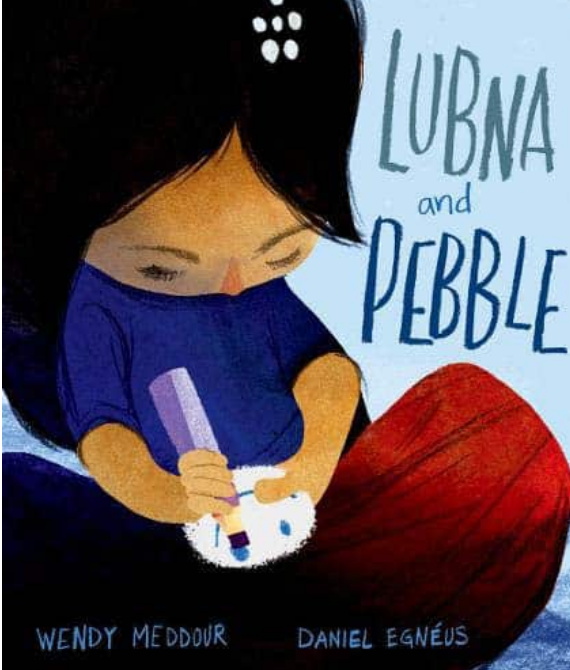 LUBNA
and
PEBBLE
WENDY MEDDOUR DANIEL EGNÉUS